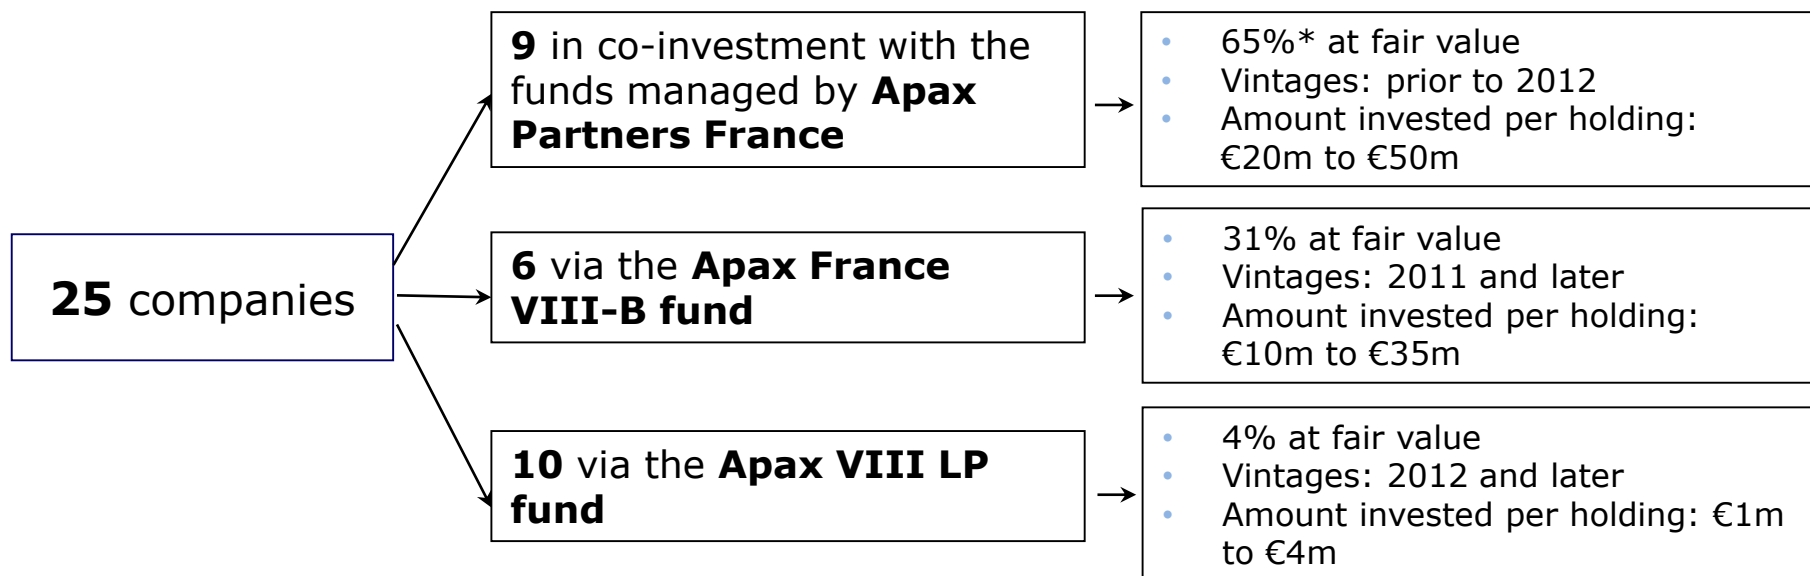 25 companies
9 in co-investment with the
funds managed by Apax
Partners France
• 65%* at fair value
• Vintages: prior to 2012
• Amount invested per holding:
€20m to €50m
6 via the Apax France
VIII-B fund
• 31% at fair value
• Vintages: 2011 and later
• Amount invested per holding:
€10m to €35m
10 via the Apax VIII LP
fund
• 4% at fair value
• Vintages: 2012 and later
• Amount invested per holding: €1m
to €4m